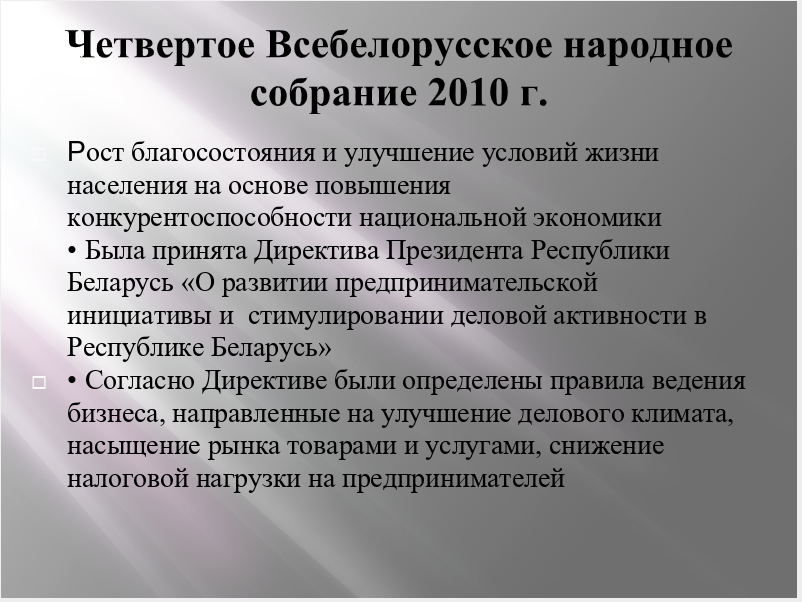 Четвертое Всебелорусское народное
собрание 2010 г.
Рост благосостояния и улучшение условий жизни
населения на основе повышения
конкурентоспособности национальной экономики
• Была принята Директива Президента Республики
Беларусь «О развитии предпринимательской
инициативы и  стимулировании деловой активности в
Республике Беларусь»
• Согласно Директиве были определены правила ведения
бизнеса, направленные на улучшение делового климата,
насыщение рынка товарами и услугами, снижение
налоговой нагрузки на предпринимателей